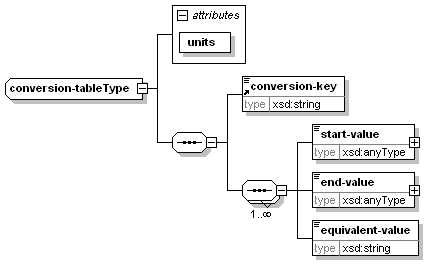 attributes
units
conversion-tableType
conversion-key
type xsd:string
start-value
type xsd:anyType
end-value
type xsd:anyType
1..∞
equivalent-value
type xsd:string